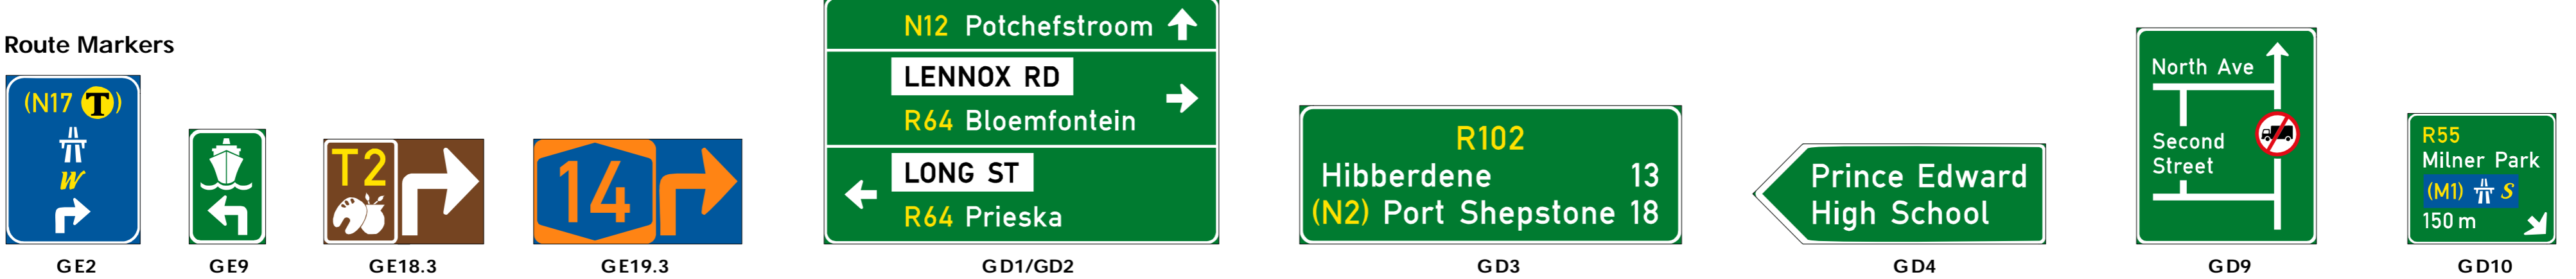 Route Markers
(N17 T)
W
GE2
GE9
T2
GE18.3
14
GE19.3
N12 Potchefstroom
LENNOX RD
R64 Bloemfontein
LONG ST
R64 Prieska
GD1/GD2
R102
Hibberdene 13
(N2) Port Shepstone 18
GD3
Prince Edward
High School
GD4
North Ave
Second
Street
GD9
R55
Milner Park
(M1) S
150 m
GD10